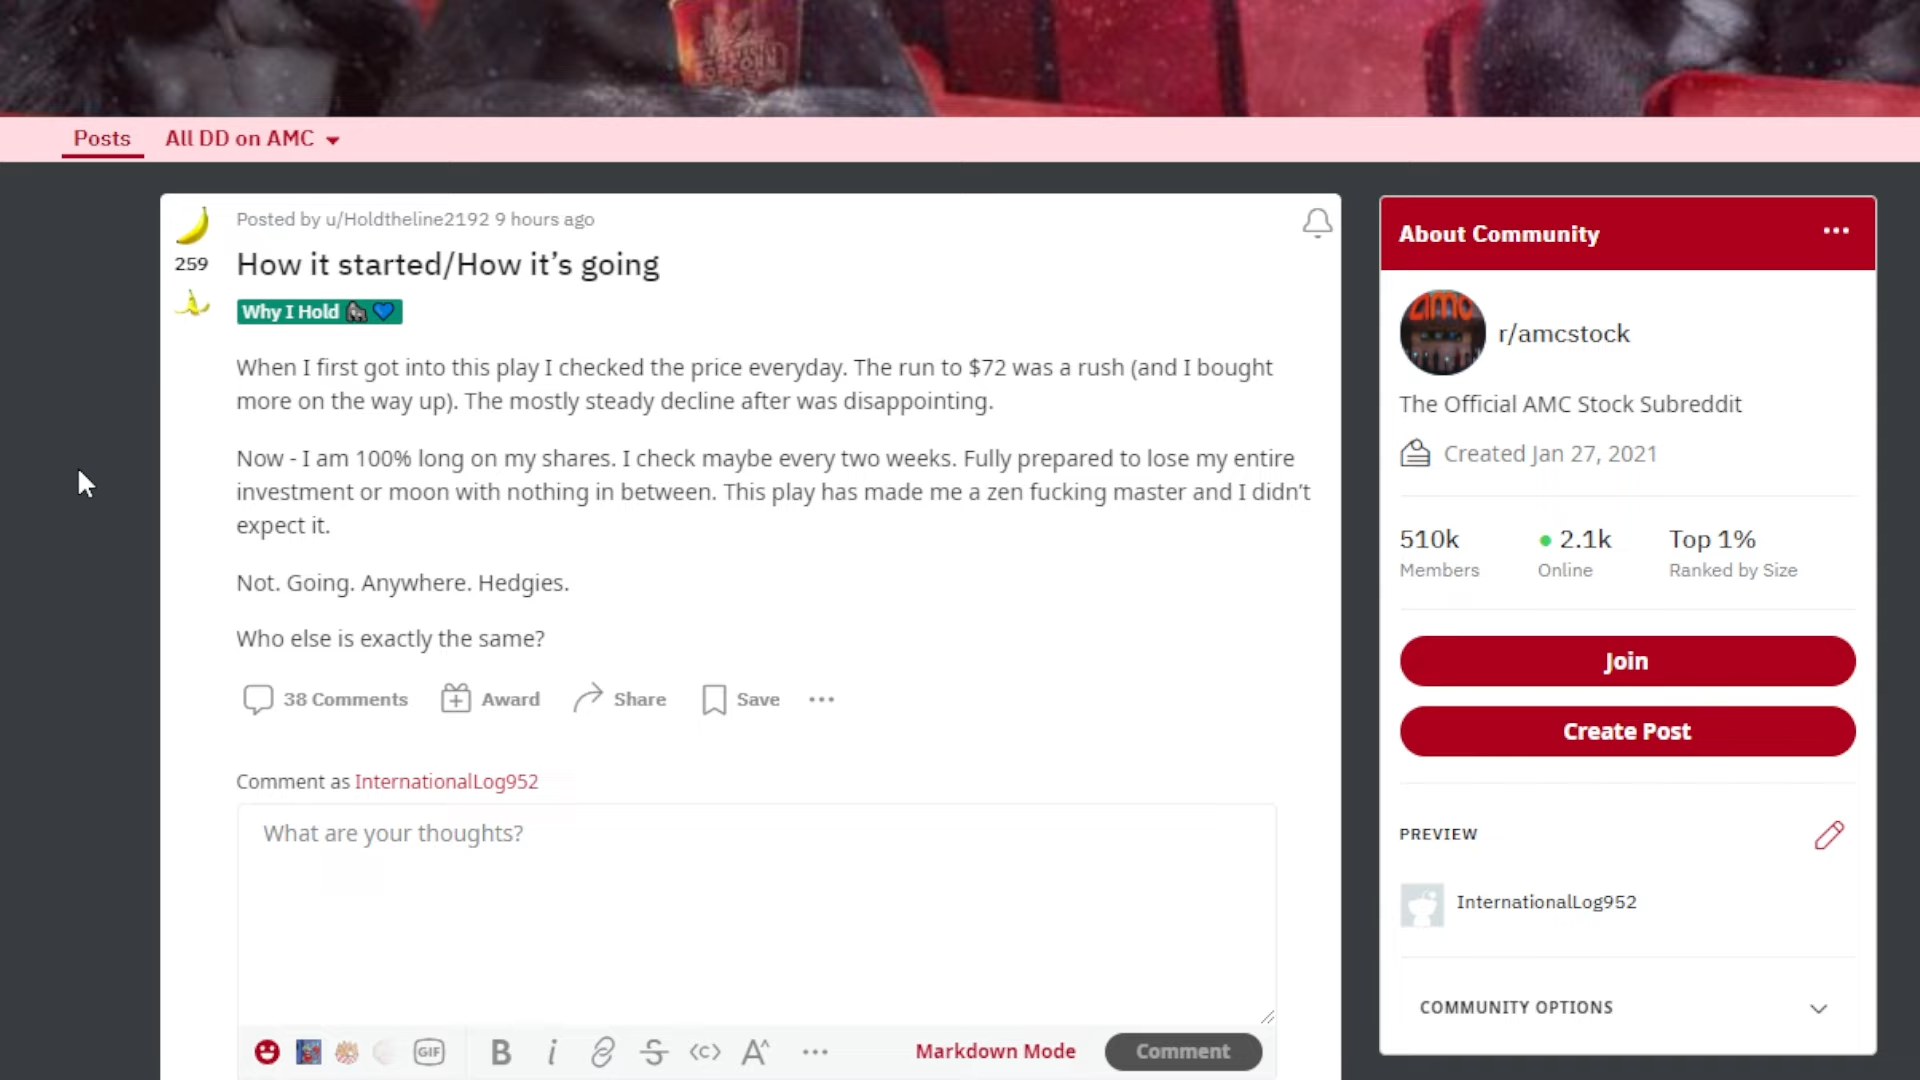 Posts
All DD on AMC
Posted by u/Holdtheline2192 9 hours ago
259
How it started/How it’s going
Why I Hold 🦍💙
When I first got into this play I checked the price everyday. The run to $72 was a rush (and I bought
more on the way up). The mostly steady decline after was disappointing.
Now - I am 100% long on my shares. I check maybe every two weeks. Fully prepared to lose my entire
investment or moon with nothing in between. This play has made me a zen fucking master and I didn’t
expect it.
Not. Going. Anywhere. Hedgies.
Who else is exactly the same?
38 Comments
Award
Share
Save
Comment as InternationalLog952
What are your thoughts?
GIF
B
i
S
<c>
A^
Markdown Mode
Comment
About Community
amc
r/amcstock
The Official AMC Stock Subreddit
Created Jan 27, 2021
510k
Members
2.1k
Online
Top 1%
Ranked by Size
Join
Create Post
PREVIEW
InternationalLog952
COMMUNITY OPTIONS